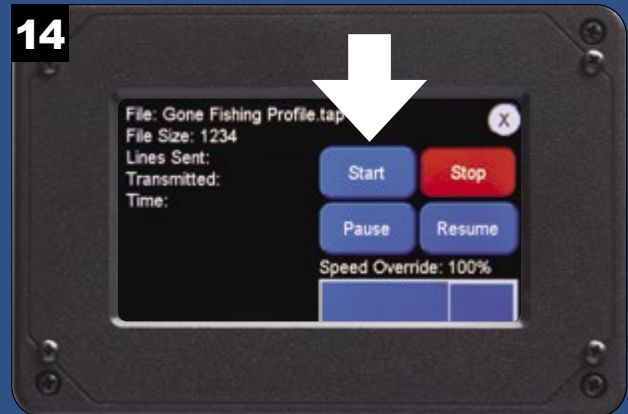 14
File: Gone Fishing Profile.tap
X
File Size: 1234
Lines Sent:
Transmitted:
Time:
Start Stop
Pause Resume
Speed Override: 100%